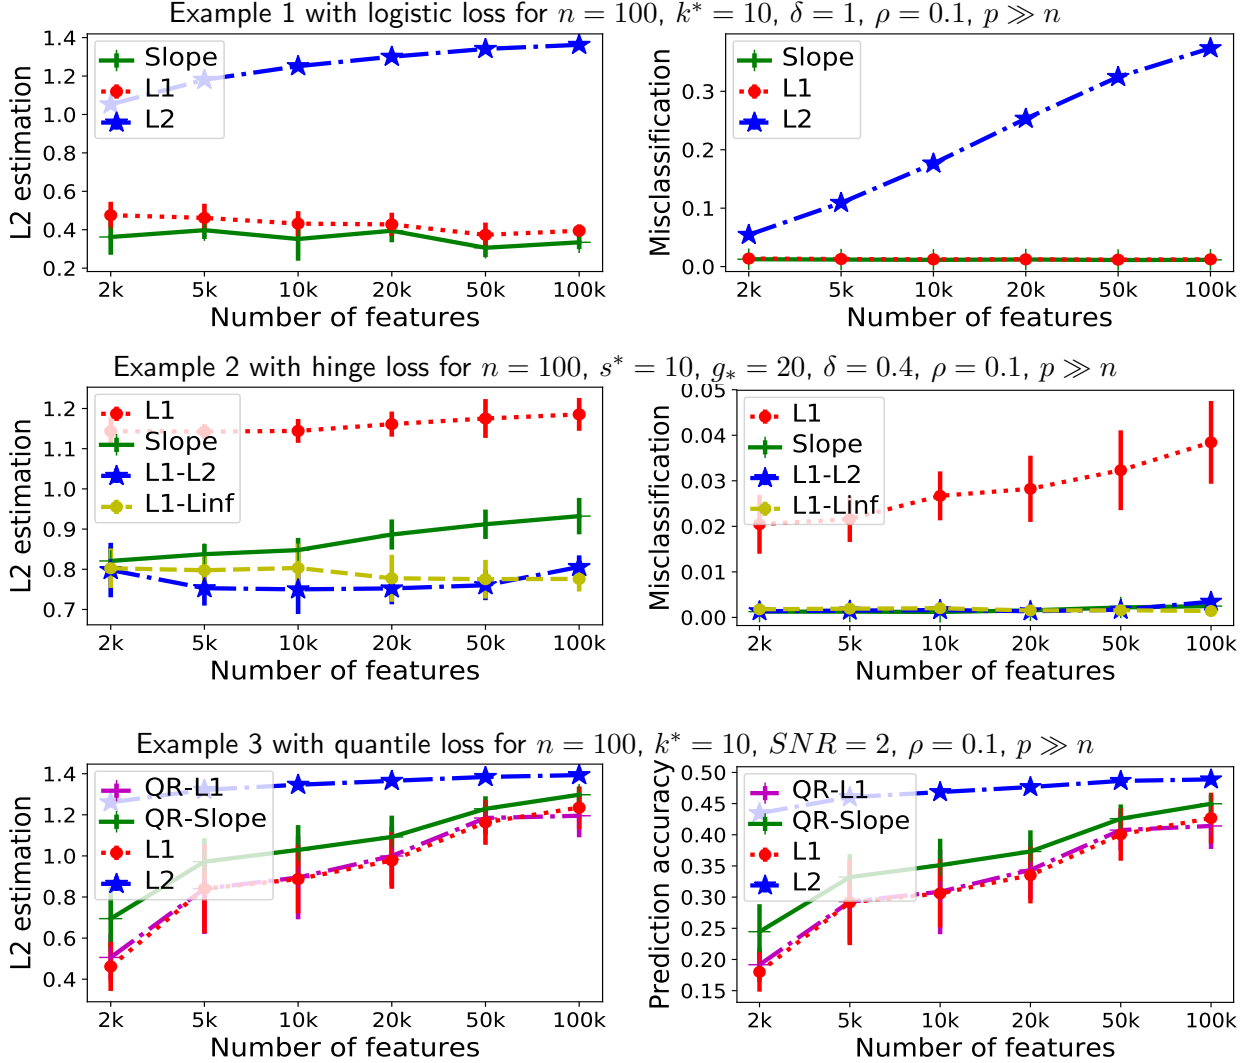 Example 1 with logistic loss for n = 100, k* = 10, δ = 1, ρ = 0.1, p ≫ n
L2 estimation
1.4
1.2
1.0
0.8
0.6
0.4
0.2
Slope
L1
L2
2k 5k 10k 20k 50k 100k
Number of features
Misclassification
0.3
0.2
0.1
0.0
Slope
L1
L2
2k 5k 10k 20k 50k 100k
Number of features
Example 2 with hinge loss for n = 100, s* = 10, g* = 20, δ = 0.4, ρ = 0.1, p ≫ n
L2 estimation
1.2
1.1
1.0
0.9
0.8
0.7
L1
Slope
L1-L2
L1-Linf
2k 5k 10k 20k 50k 100k
Number of features
Misclassification
0.05
0.04
0.03
0.02
0.01
0.00
L1
Slope
L1-L2
L1-Linf
2k 5k 10k 20k 50k 100k
Number of features
Example 3 with quantile loss for n = 100, k* = 10, SNR = 2, ρ = 0.1, p ≫ n
L2 estimation
1.4
1.2
1.0
0.8
0.6
0.4
QR-L1
QR-Slope
L1
L2
2k 5k 10k 20k 50k 100k
Number of features
Prediction accuracy
0.50
0.45
0.40
0.35
0.30
0.25
0.20
0.15
QR-L1
QR-Slope
L1
L2
2k 5k 10k 20k 50k 100k
Number of features